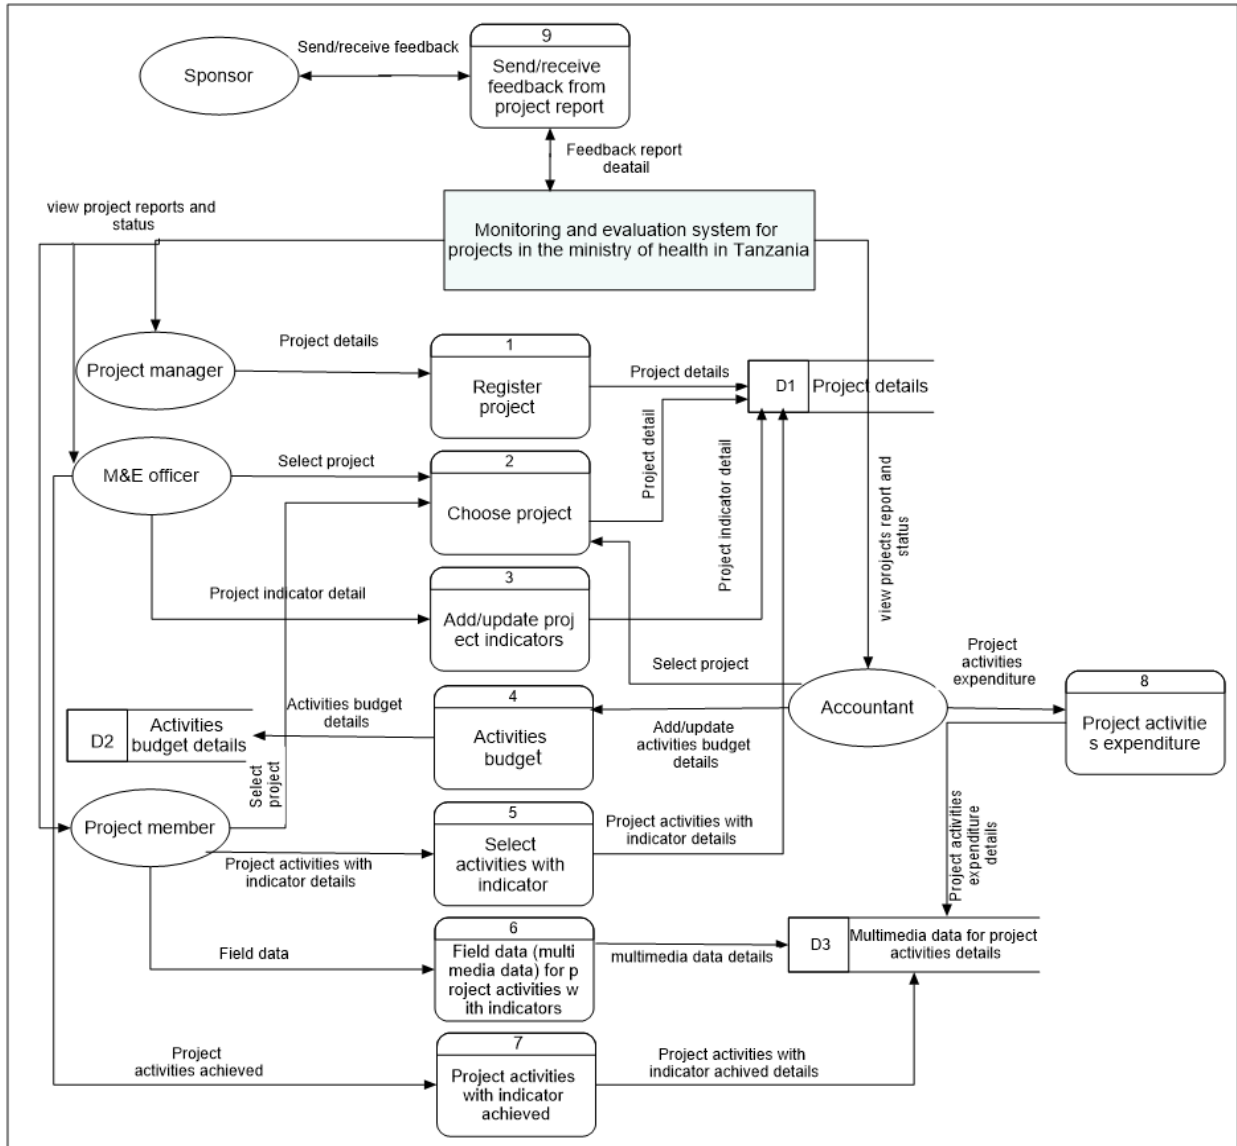 9
Send/receive feedback
Sponsor
Send/receive
feedback from
project report
Feedback report
deatail
view project reports and
status
Monitoring and evaluation system for
projects in the ministry of health in Tanzania
Project manager
Project details
1
Register
project
Project details
D1
Project details
M&E officer
Select project
2
Choose project
Project detail
Project indicator detail
view projects report and
status
Project indicator detail
3
Add/update proj
ect indicators
Select project
Accountant
Project
activities
expenditure
8
Project activitie
s expenditure
D2
Activities
budget details
Activities budget
details
4
Activities
budget
Add/update
activities budget
details
Select
project
Project member
Project activities with
indicator details
5
Select
activities with
indicator
Project activities with
indicator details
Project activities
expenditure
details
Field data
6
Field data (multi
media data) for p
roject activities w
ith indicators
multimedia data details
D3
Multimedia data for project
activities details
Project
activities achieved
7
Project activities
with indicator
achieved
Project activities with
indicator achived details